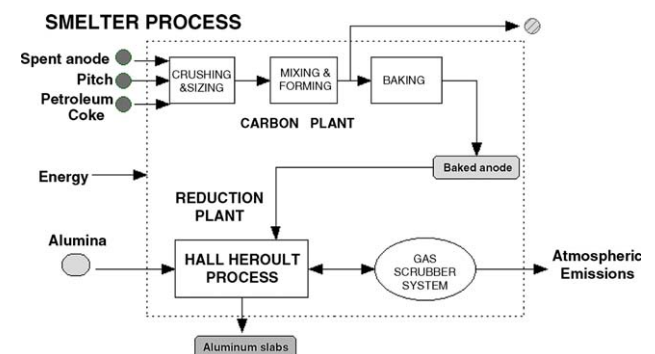 SMELTER PROCESS
Spent anode
Pitch
Petroleum
Coke
CRUSHING
&SIZING
MIXING &
FORMING
BAKING
CARBON PLANT
Baked anode
Energy
REDUCTION
PLANT
Alumina
HALL HEROULT
PROCESS
GAS
SCRUBBER
SYSTEM
Atmospheric
Emissions
Aluminum slabs